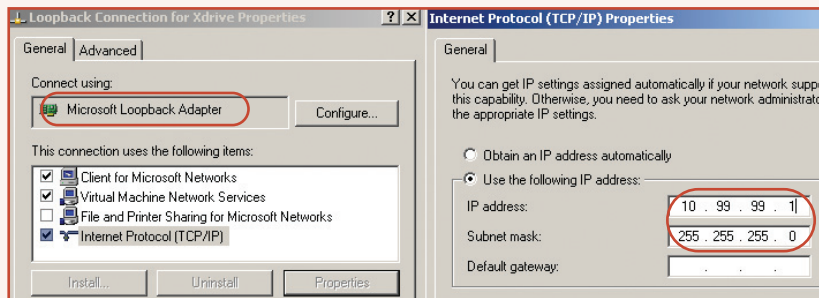 Loopback Connection for Xdrive Properties
General
Advanced
Connect using:
Microsoft Loopback Adapter
Configure...
This connection uses the following items:
Client for Microsoft Networks
Virtual Machine Network Services
File and Printer Sharing for Microsoft Networks
Internet Protocol (TCP/IP)
Install...
Uninstall
Properties
Internet Protocol (TCP/IP) Properties
General
You can get IP settings assigned automatically if your network suppo
this capability. Otherwise, you need to ask your network administrato
the appropriate IP settings.
Obtain an IP address automatically
Use the following IP address:
IP address: 10 . 99 . 99 . 1
Subnet mask: 255 . 255 . 255 . 0
Default gateway: . . .